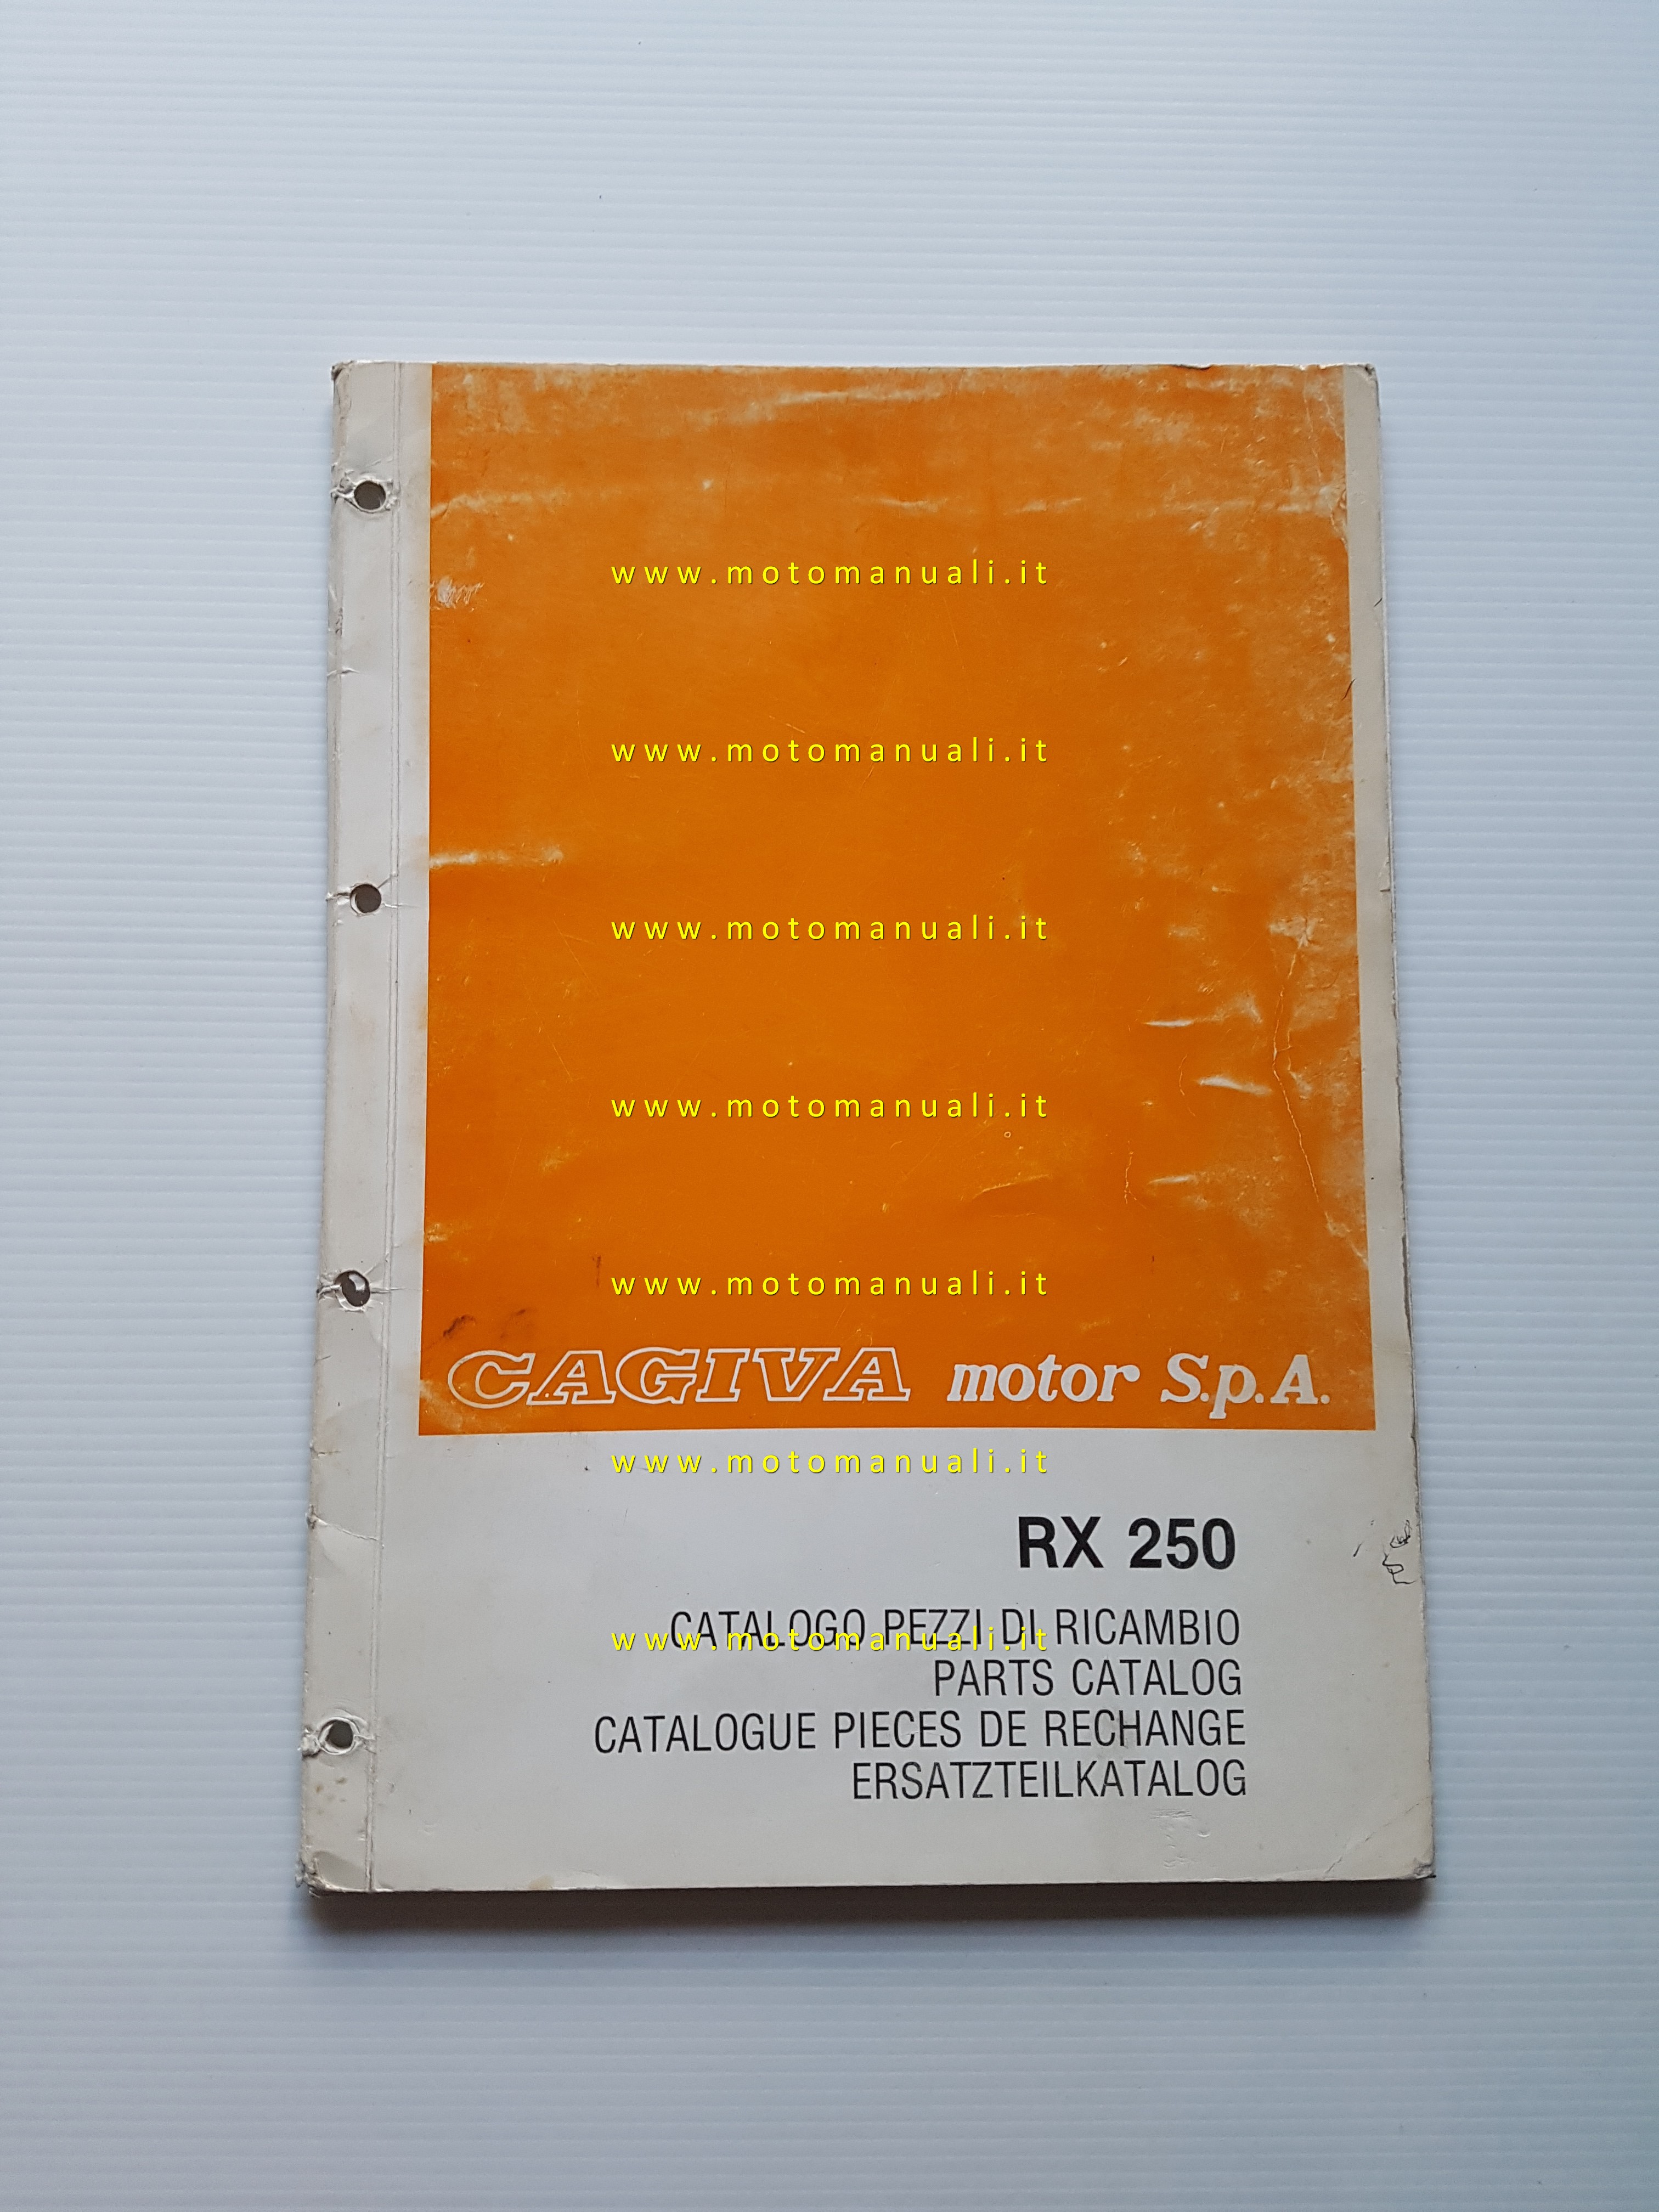 www.motomanuali.it
www.motomanuali.it
www.motomanuali.it
www.motomanuali.it
www.motomanuali.it
CAGIVA motor S.p.A.
www.motomanuali.it
RX 250
CATALOGO PEZZI DI RICAMBIO
www.motomanuali.it
PARTS CATALOG
CATALOGUE PIECES DE RECHANGE
ERSATZTEILKATALOG